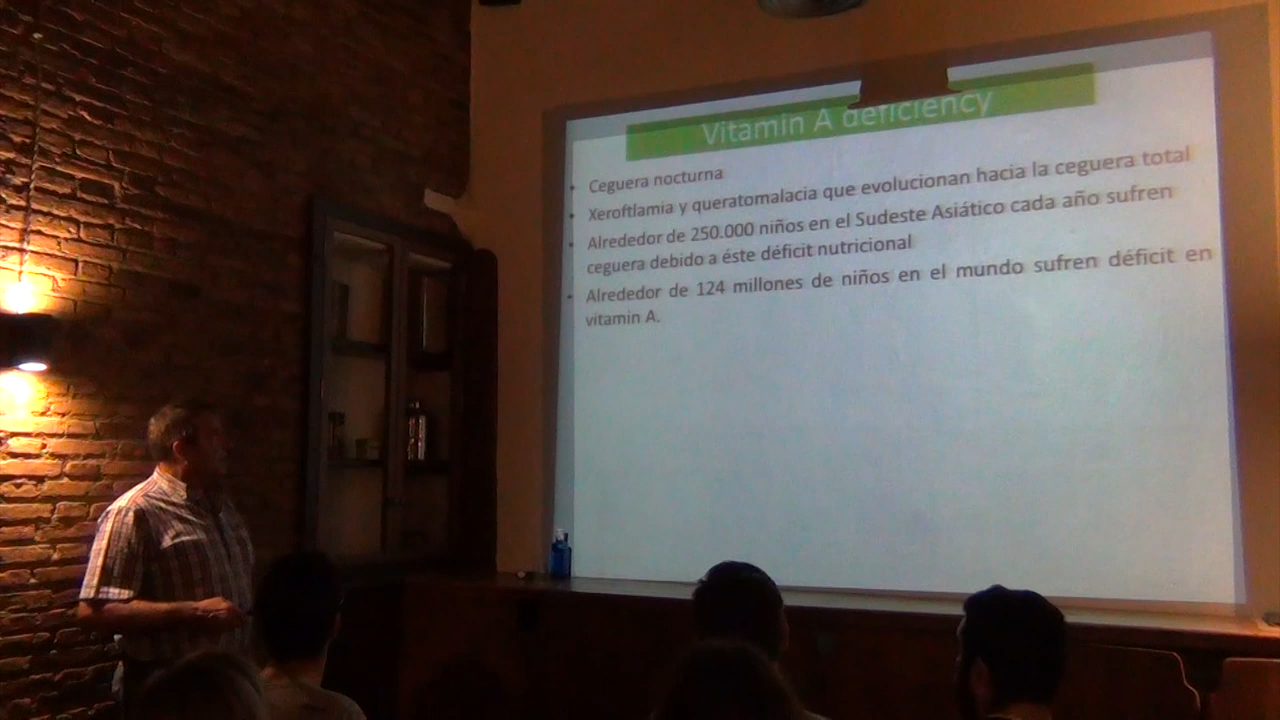 Vitamin A deficiency
• Ceguera nocturna
• Xeroftlamia y queratomalacia que evolucionan hacia la ceguera total
• Alrededor de 250.000 niños en el Sudeste Asiático cada año sufren
ceguera debido a éste déficit nutricional
• Alrededor de 124 millones de niños en el mundo sufren déficit en
vitamin A.